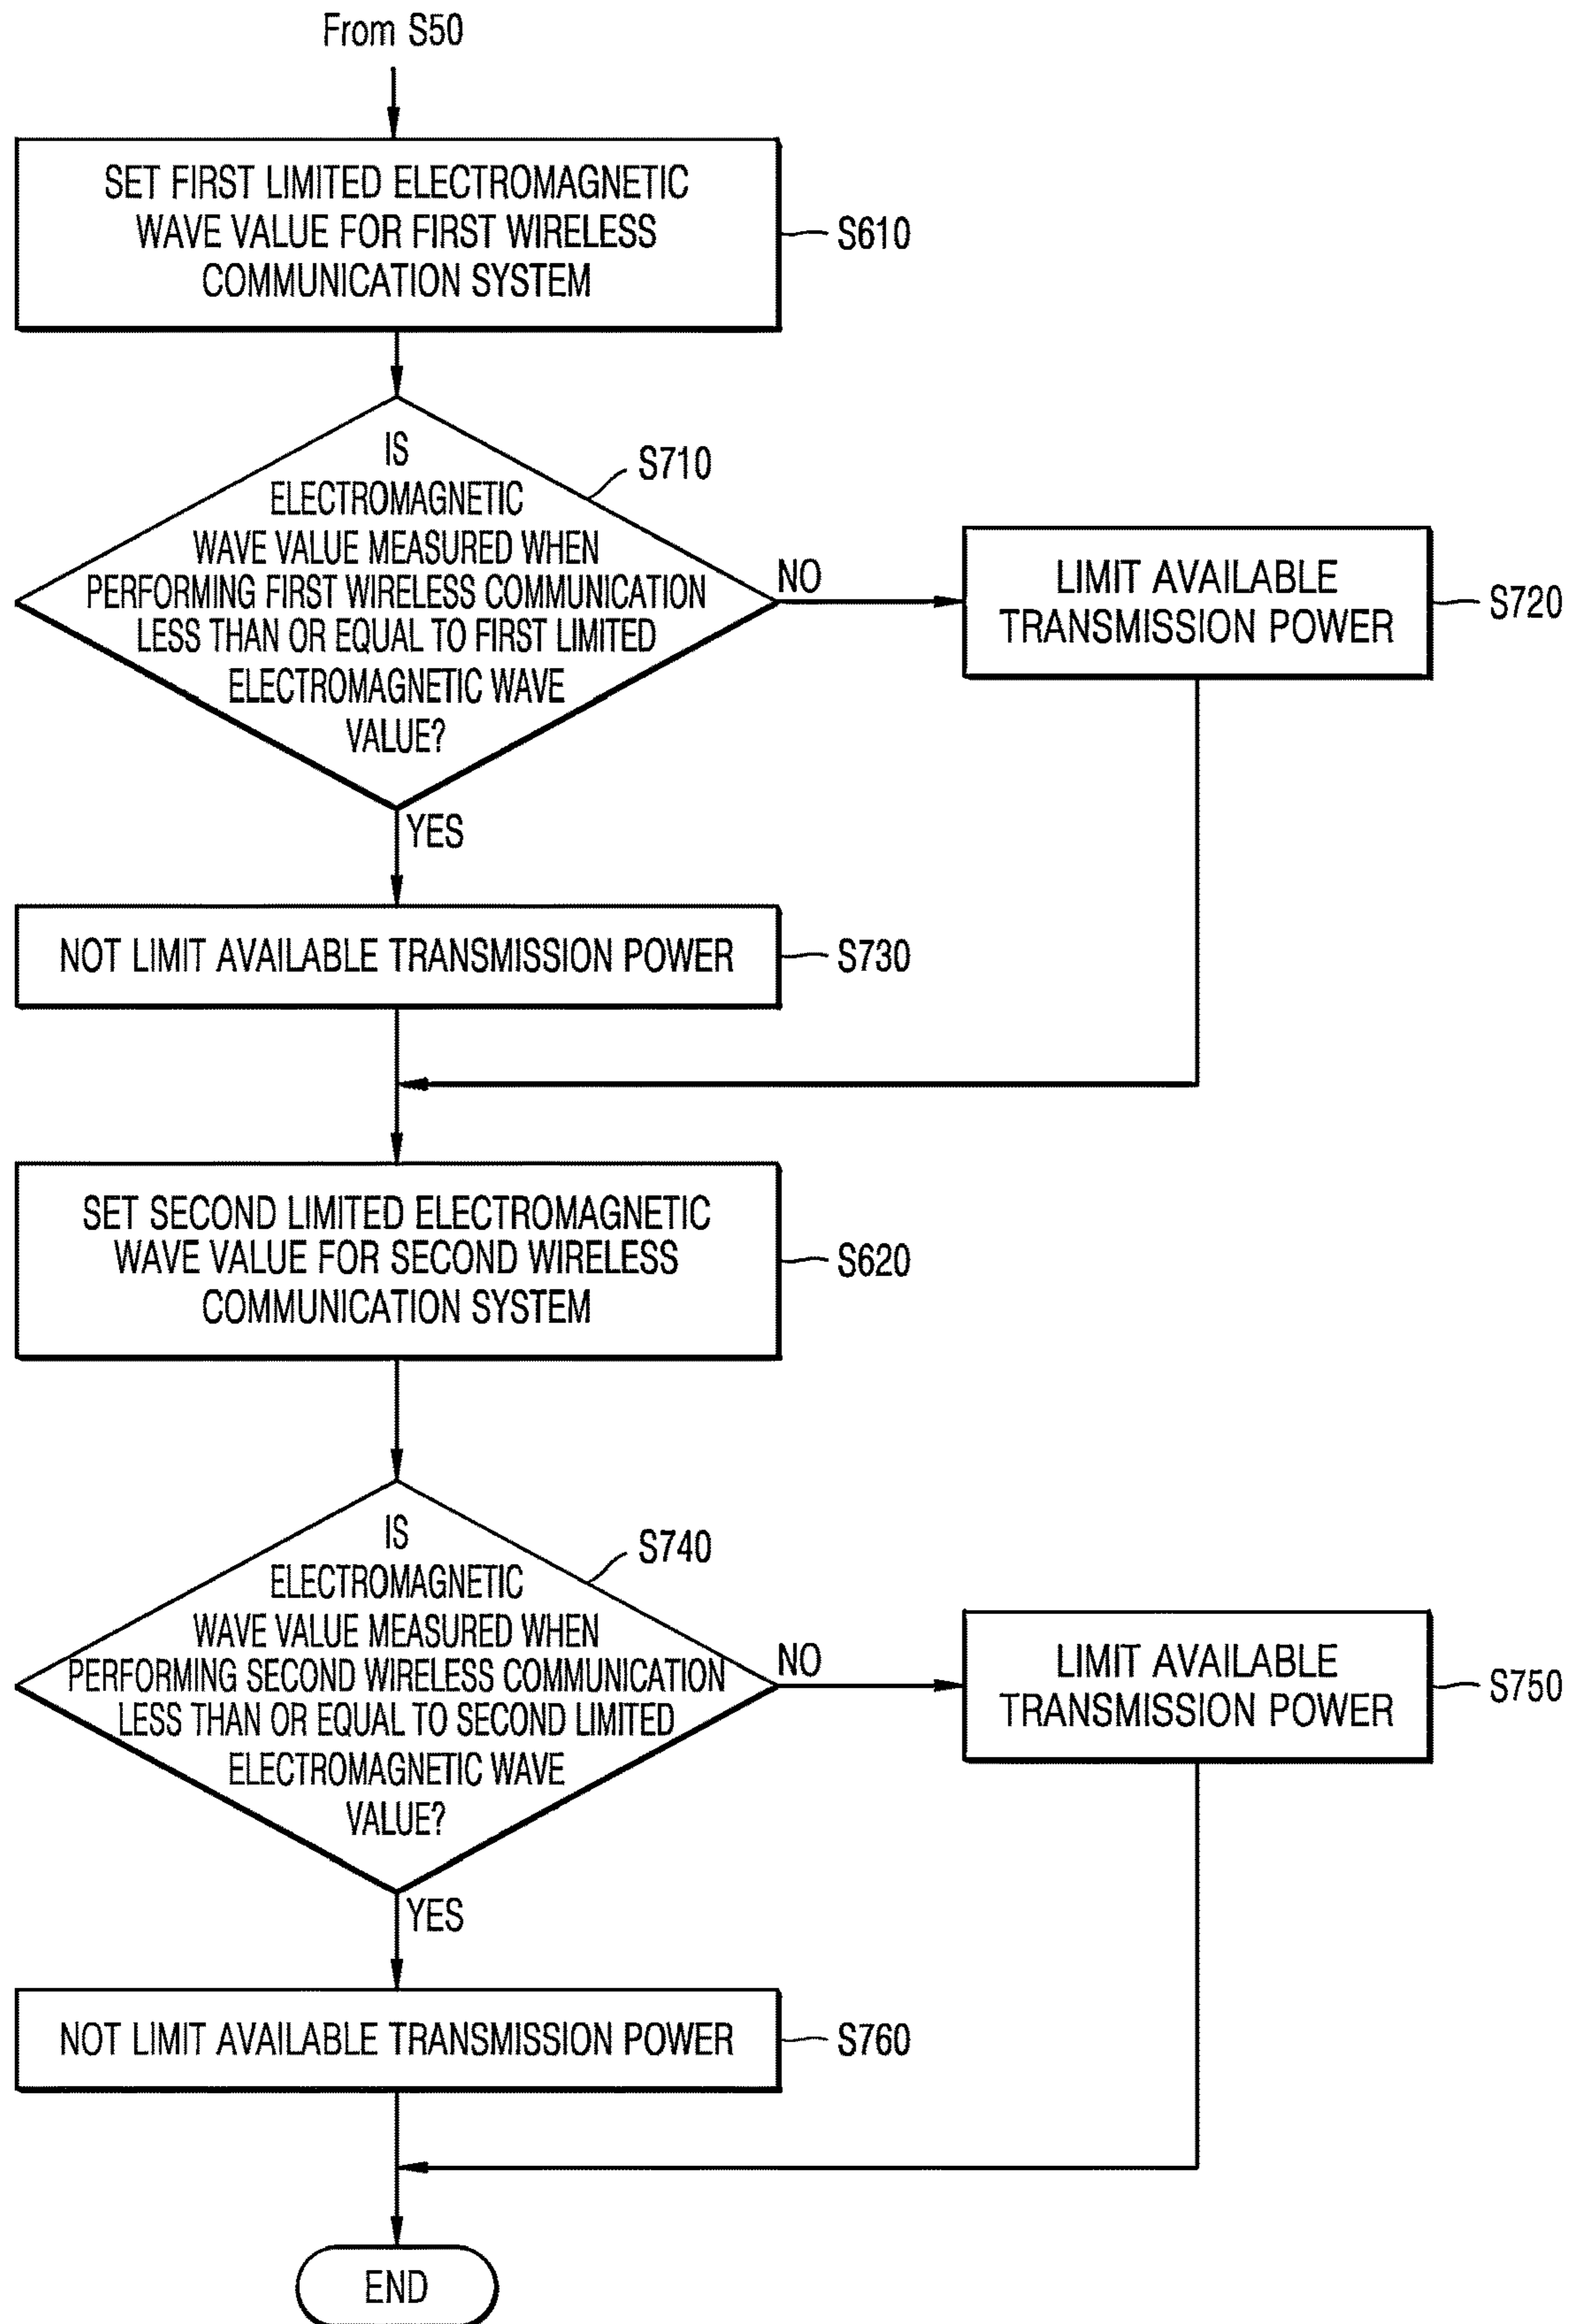 From S50
SET FIRST LIMITED ELECTROMAGNETIC
WAVE VALUE FOR FIRST WIRELESS
COMMUNICATION SYSTEM
S610
IS
ELECTROMAGNETIC
WAVE VALUE MEASURED WHEN
PERFORMING FIRST WIRELESS COMMUNICATION
LESS THAN OR EQUAL TO FIRST LIMITED
ELECTROMAGNETIC WAVE
VALUE?
S710
NO
LIMIT AVAILABLE
TRANSMISSION POWER
S720
YES
NOT LIMIT AVAILABLE TRANSMISSION POWER
S730
SET SECOND LIMITED ELECTROMAGNETIC
WAVE VALUE FOR SECOND WIRELESS
COMMUNICATION SYSTEM
S620
IS
ELECTROMAGNETIC
WAVE VALUE MEASURED WHEN
PERFORMING SECOND WIRELESS COMMUNICATION
LESS THAN OR EQUAL TO SECOND LIMITED
ELECTROMAGNETIC WAVE
VALUE?
S740
NO
LIMIT AVAILABLE
TRANSMISSION POWER
S750
YES
NOT LIMIT AVAILABLE TRANSMISSION POWER
S760
END